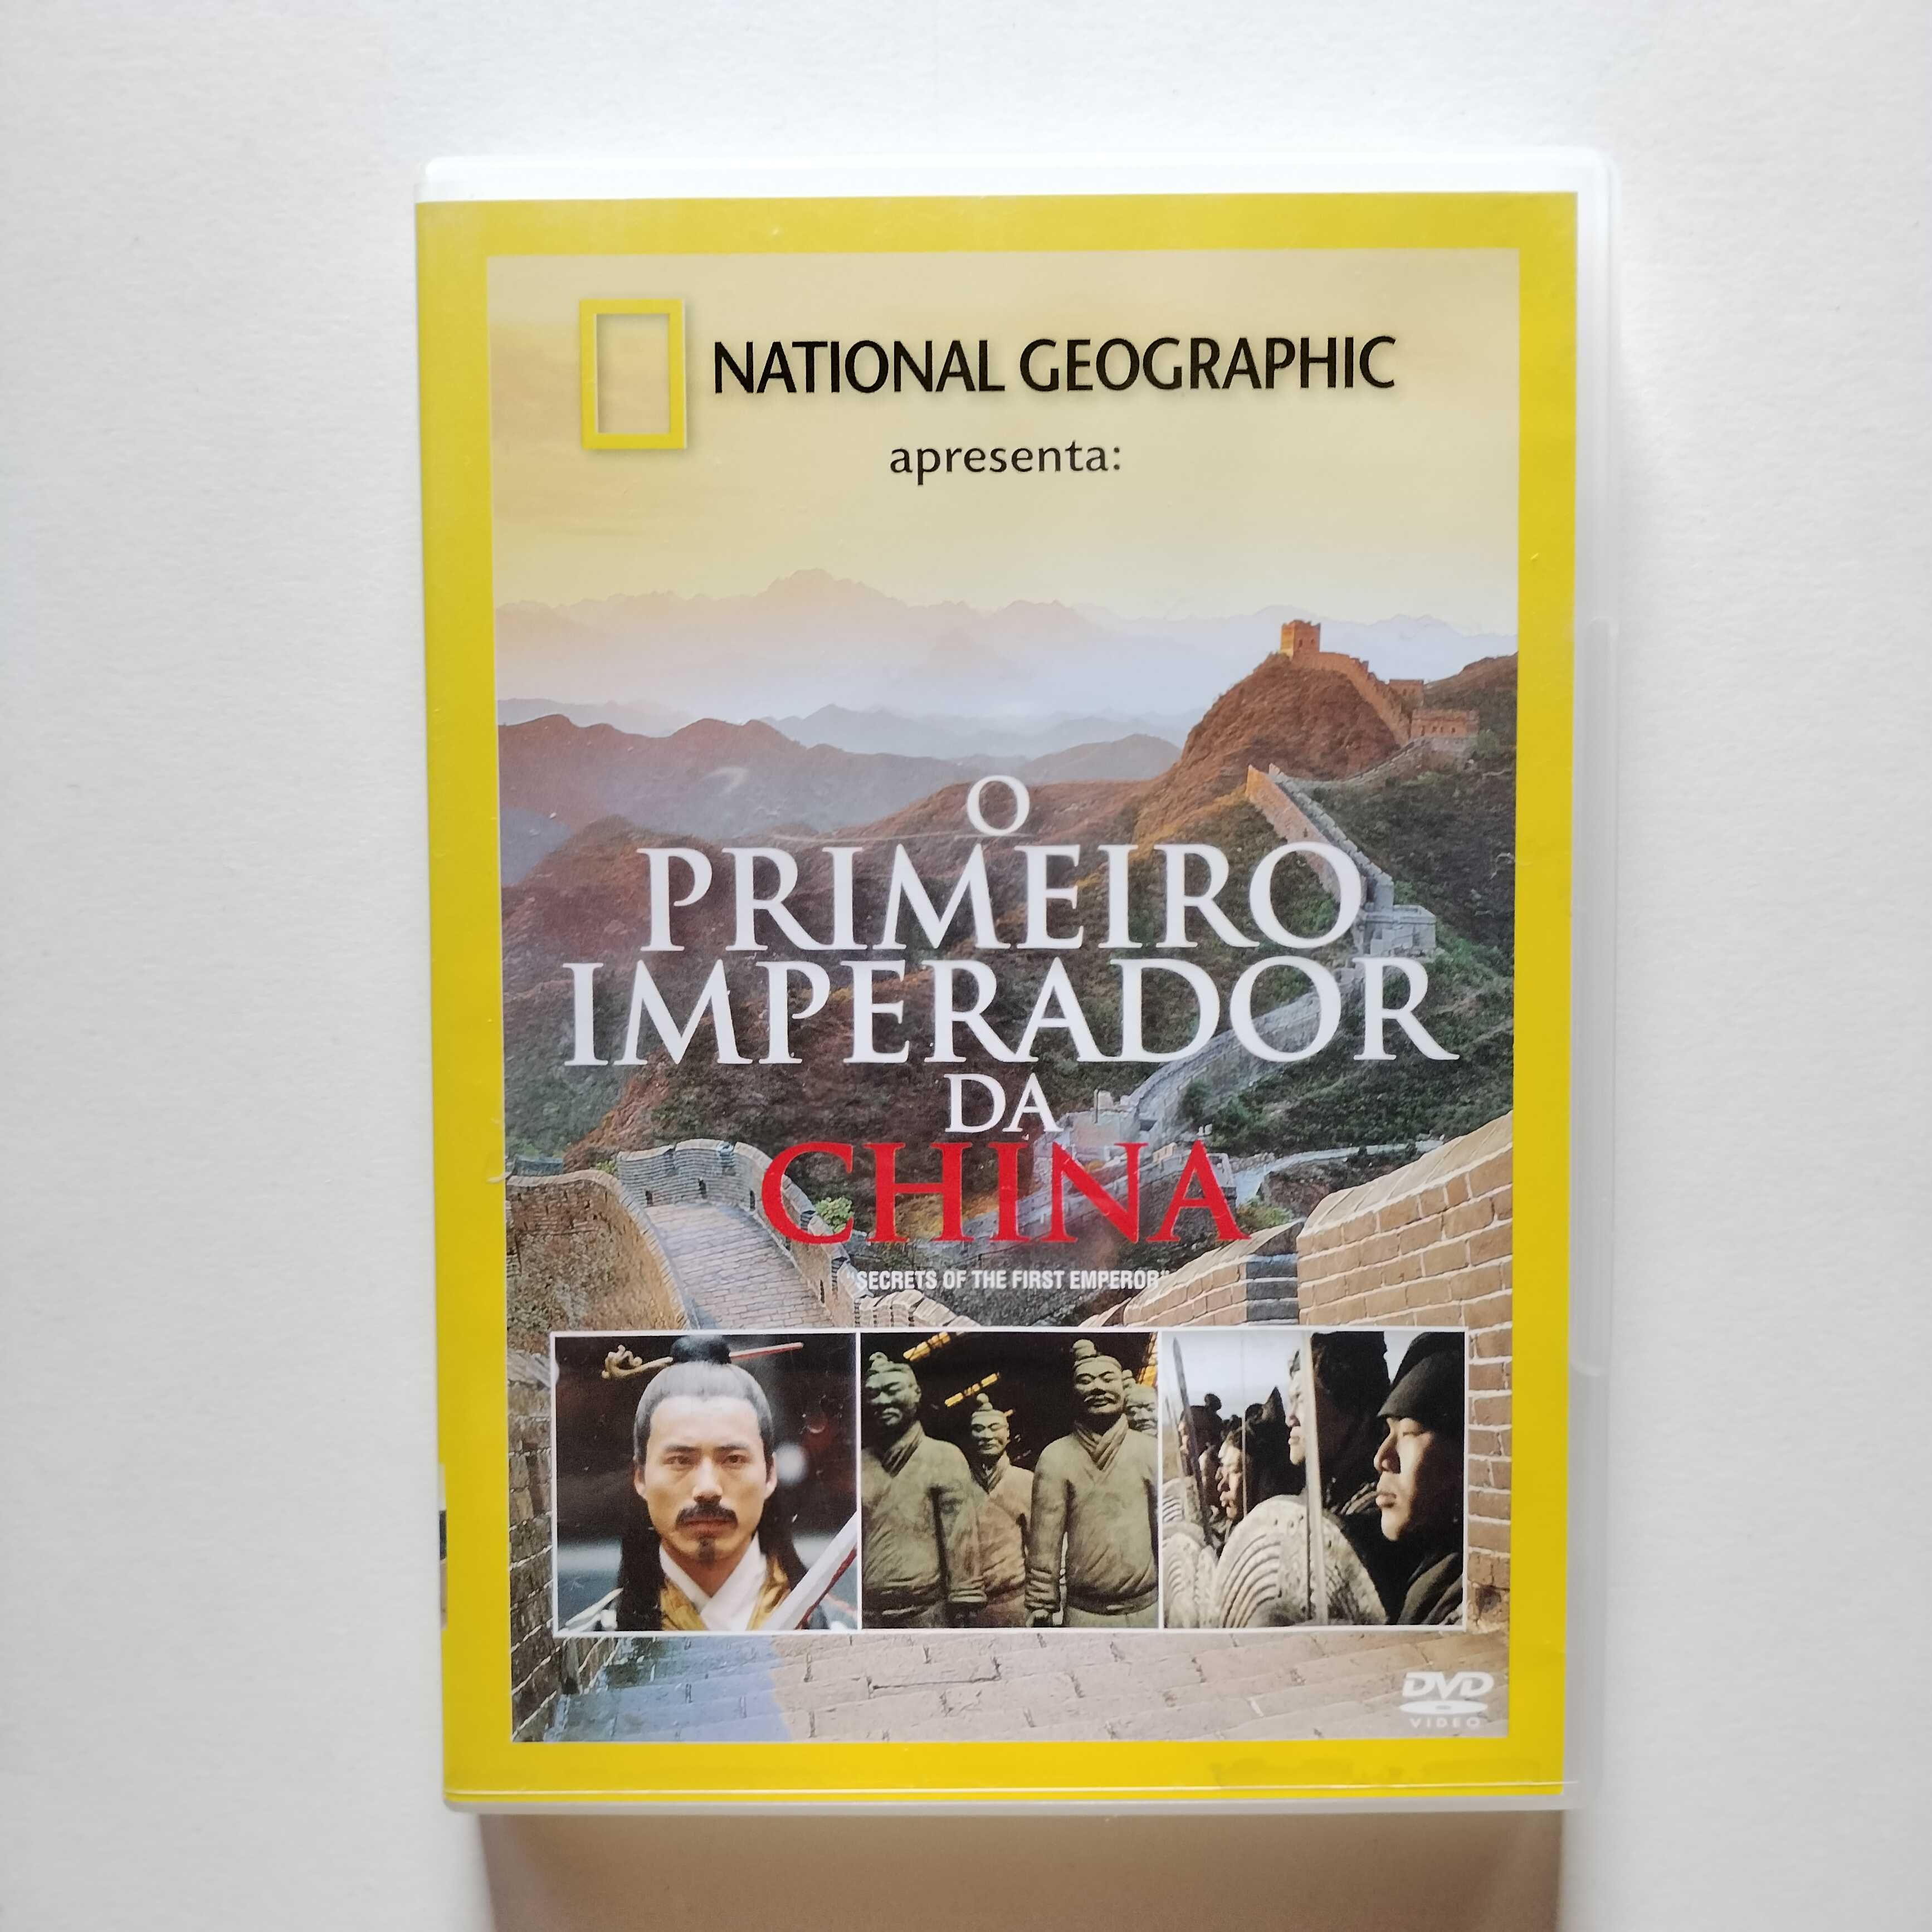 NATIONAL GEOGRAPHIC
apresenta:
O
PRIMEIRO
IMPERADOR
DA
CHINA
"SECRETS OF THE FIRST EMPEROR"
DVD
VIDEO